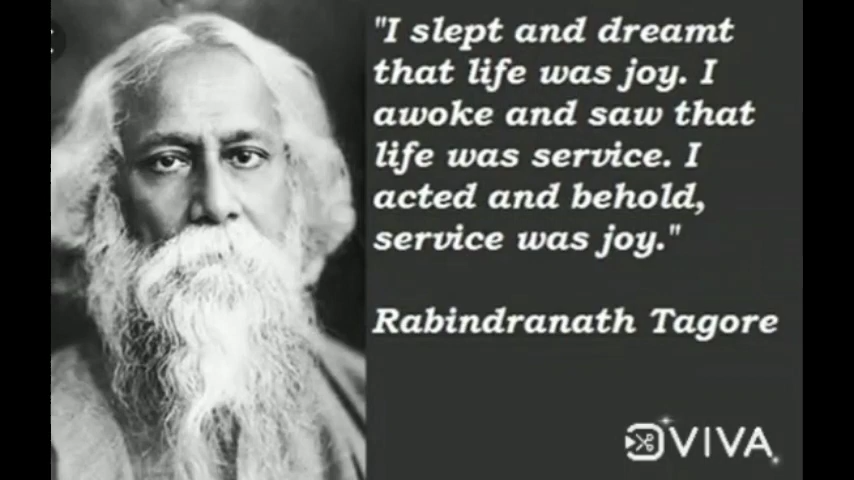 "I slept and dreamt
that life was joy. I
awoke and saw that
life was service. I
acted and behold,
service was joy."
Rabindranath Tagore
VIVA